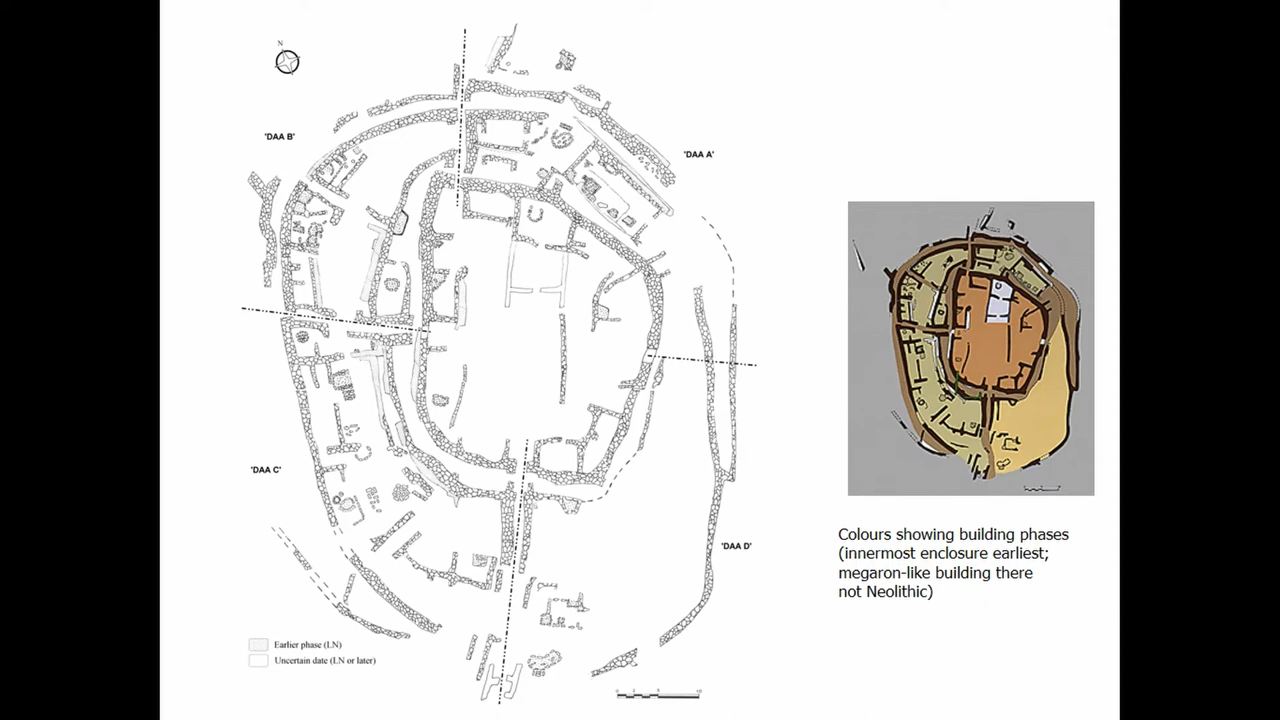 N
'DAA B'
'DAA A'
'DAA C'
'DAA D'
Earlier phase (LN)
Uncertain date (LN or later)
Colours showing building phases
(innermost enclosure earliest;
megaron-like building there
not Neolithic)